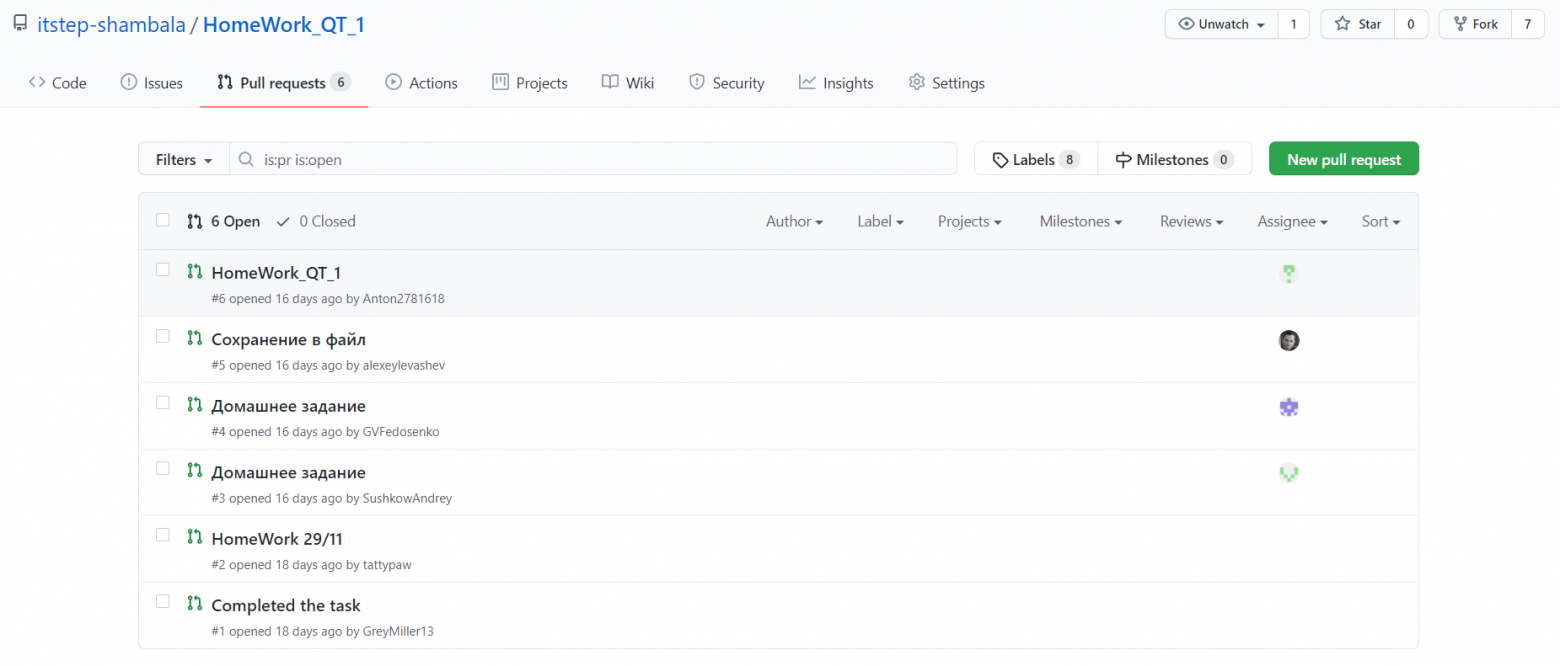 itstep-shambala / HomeWork_QT_1
Unwatch 1 Star 0 Fork 7
Code Issues Pull requests 6 Actions Projects Wiki Security Insights Settings
Filters is:pr is:open Labels 8 Milestones 0 New pull request
6 Open 0 Closed Author Label Projects Milestones Reviews Assignee Sort
HomeWork_QT_1
#6 opened 16 days ago by Anton2781618
Сохранение в файл
#5 opened 16 days ago by alexeylevashev
Домашнее задание
#4 opened 16 days ago by GVFedosenko
Домашнее задание
#3 opened 16 days ago by SushkowAndrey
HomeWork 29/11
#2 opened 18 days ago by tattypaw
Completed the task
#1 opened 18 days ago by GreyMiller13